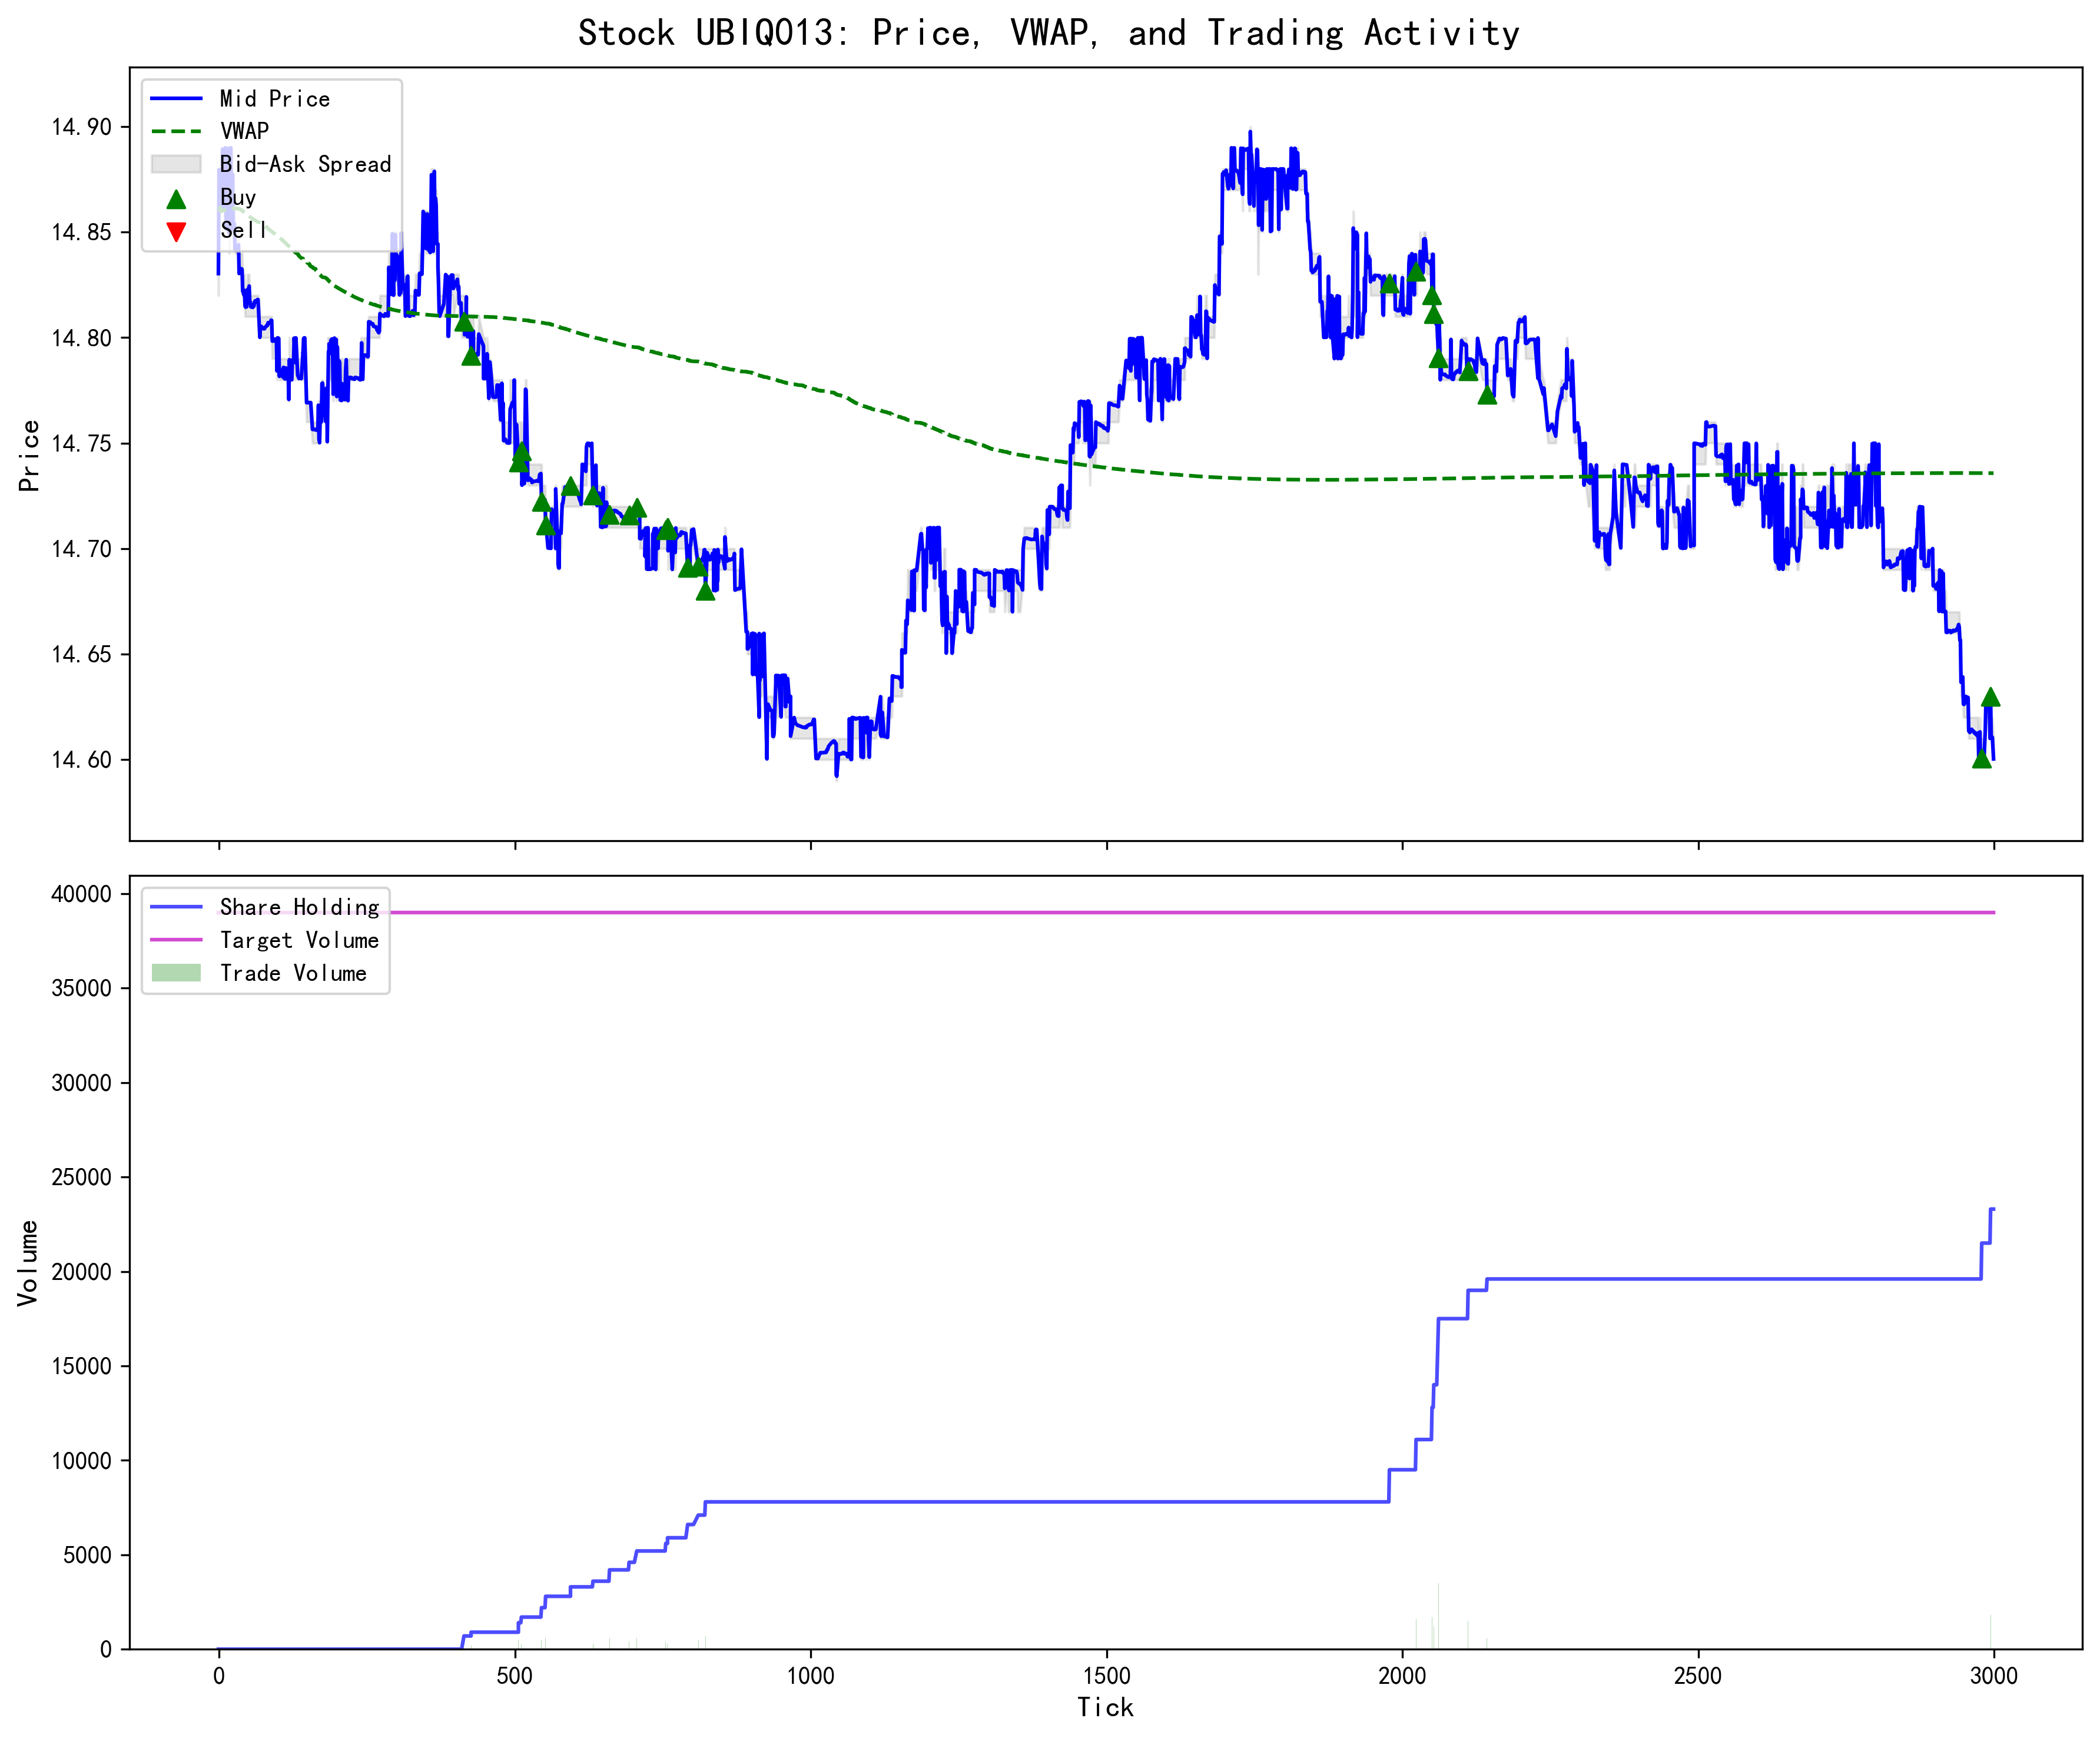 Stock UBIQ013: Price, VWAP, and Trading Activity
Mid Price
VWAP
Bid-Ask Spread
Buy
Sell
14.90
14.85
14.80
14.75
14.70
14.65
14.60
Price
Share Holding
Target Volume
Trade Volume
40000
35000
30000
25000
20000
15000
10000
5000
0
Volume
0
500
1000
1500
2000
2500
3000
Tick